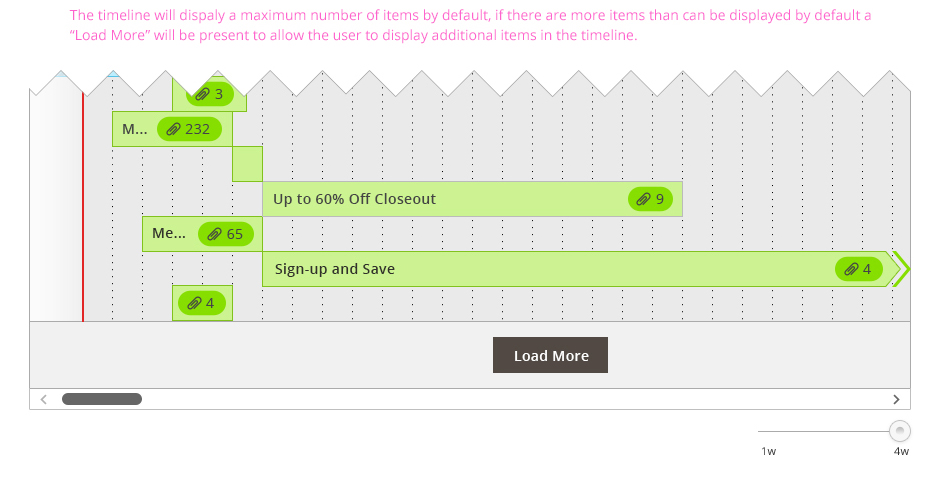 The timeline will dispaly a maximum number of items by default, if there are more items than can be displayed by default a
“Load More” will be present to allow the user to display additional items in the timeline.
3
M... 232
Up to 60% Off Closeout 9
Me... 65
Sign-up and Save 4
4
Load More
1w 4w